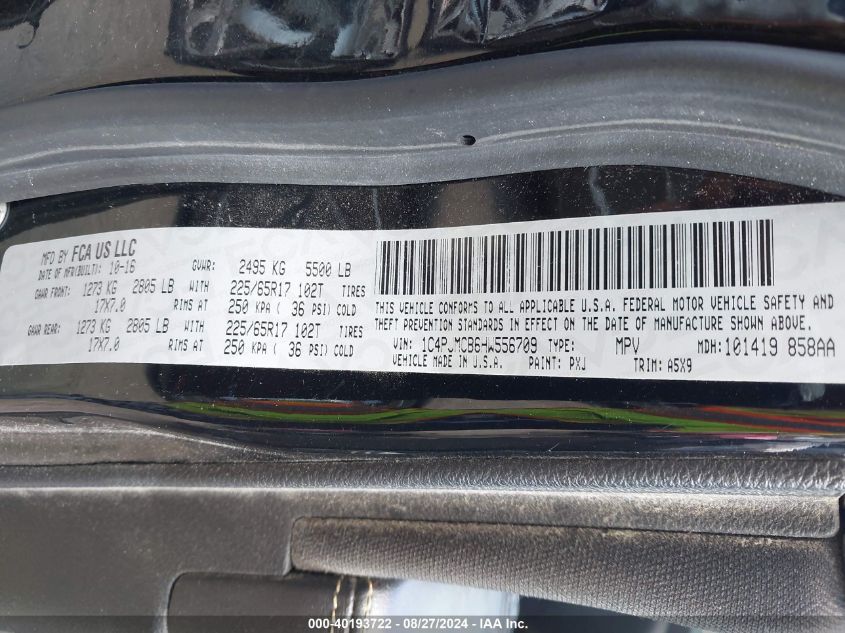 MFD BY FCA US LLC
DATE OF MFR(BUILT): 10-16 GVWR: 2495 KG 5500 LB
GAWR FRONT: 1273 KG 2805 LB WITH 225/65R17 102T TIRES
17X7.0 RIMS AT 250 KPA ( 36 PSI) COLD
GAWR REAR: 1273 KG 2805 LB WITH 225/65R17 102T TIRES
17X7.0 RIMS AT 250 KPA ( 36 PSI) COLD
THIS VEHICLE CONFORMS TO ALL APPLICABLE U.S.A. FEDERAL MOTOR VEHICLE SAFETY AND
THEFT PREVENTION STANDARDS IN EFFECT ON THE DATE OF MANUFACTURE SHOWN ABOVE.
VIN: 1C4PJMCB6HW556709 TYPE: MPV MDH: 101419 858AA
VEHICLE MADE IN U.S.A. PAINT: PXJ TRIM: A5X9
000-40193722 - 08/27/2024 - IAAI.COM